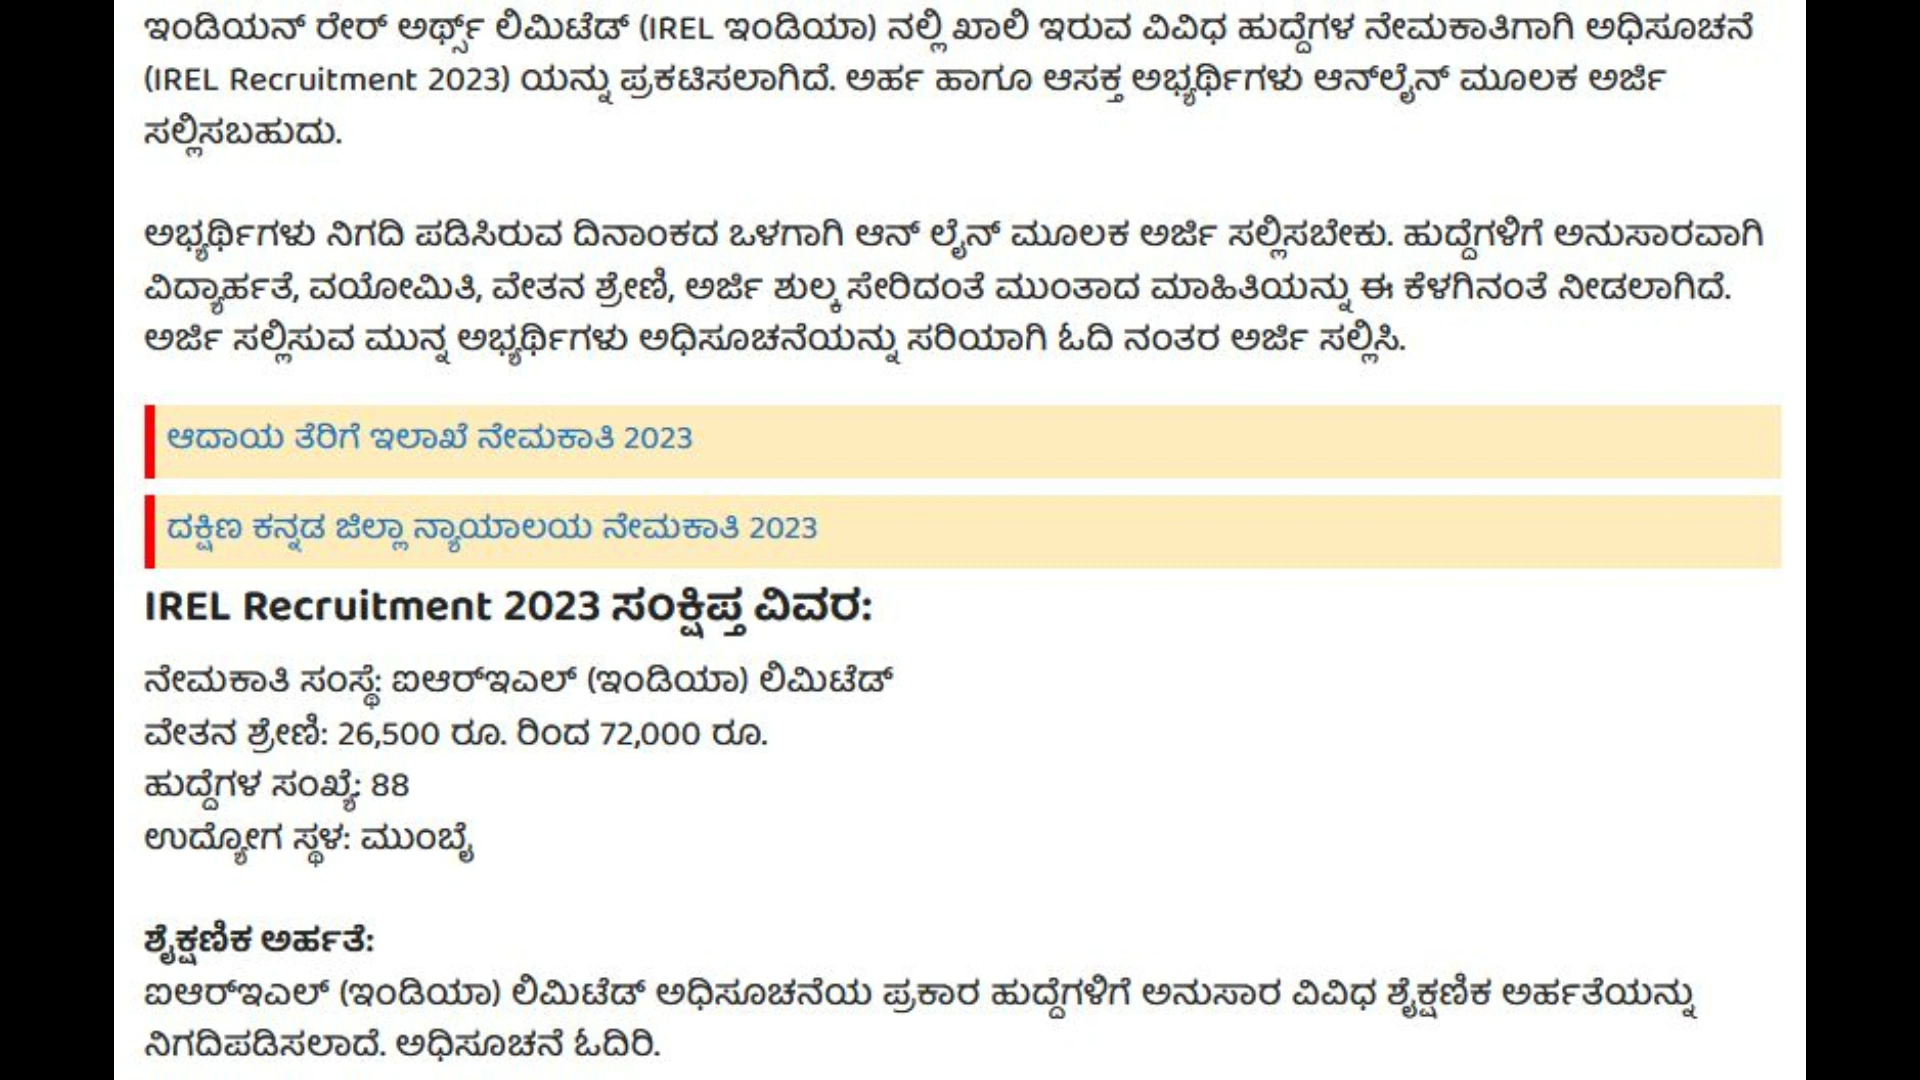 ಇಂಡಿಯನ್ ರೇರ್ ಅರ್ಥ್ಸ್ ಲಿಮಿಟೆಡ್ (IREL ಇಂಡಿಯಾ) ನಲ್ಲಿ ಖಾಲಿ ಇರುವ ವಿವಿಧ ಹುದ್ದೆಗಳ ನೇಮಕಾತಿಗಾಗಿ ಅಧಿಸೂಚನೆ
(IREL Recruitment 2023) ಯನ್ನು ಪ್ರಕಟಿಸಲಾಗಿದೆ. ಅರ್ಹ ಹಾಗೂ ಆಸಕ್ತ ಅಭ್ಯರ್ಥಿಗಳು ಆನ್‌ಲೈನ್ ಮೂಲಕ ಅರ್ಜಿ
ಸಲ್ಲಿಸಬಹುದು.
ಅಭ್ಯರ್ಥಿಗಳು ನಿಗದಿ ಪಡಿಸಿರುವ ದಿನಾಂಕದ ಒಳಗಾಗಿ ಆನ್ ಲೈನ್ ಮೂಲಕ ಅರ್ಜಿ ಸಲ್ಲಿಸಬೇಕು. ಹುದ್ದೆಗಳಿಗೆ ಅನುಸಾರವಾಗಿ
ವಿದ್ಯಾರ್ಹತೆ, ವಯೋಮಿತಿ, ವೇತನ ಶ್ರೇಣಿ, ಅರ್ಜಿ ಶುಲ್ಕ ಸೇರಿದಂತೆ ಮುಂತಾದ ಮಾಹಿತಿಯನ್ನು ಈ ಕೆಳಗಿನಂತೆ ನೀಡಲಾಗಿದೆ.
ಅರ್ಜಿ ಸಲ್ಲಿಸುವ ಮುನ್ನ ಅಭ್ಯರ್ಥಿಗಳು ಅಧಿಸೂಚನೆಯನ್ನು ಸರಿಯಾಗಿ ಓದಿ ನಂತರ ಅರ್ಜಿ ಸಲ್ಲಿಸಿ.
ಆದಾಯ ತೆರಿಗೆ ಇಲಾಖೆ ನೇಮಕಾತಿ 2023
ದಕ್ಷಿಣ ಕನ್ನಡ ಜಿಲ್ಲಾ ನ್ಯಾಯಾಲಯ ನೇಮಕಾತಿ 2023
IREL Recruitment 2023 ಸಂಕ್ಷಿಪ್ತ ವಿವರ:
ನೇಮಕಾತಿ ಸಂಸ್ಥೆ: ಐಆರ್‌ಇಎಲ್ (ಇಂಡಿಯಾ) ಲಿಮಿಟೆಡ್
ವೇತನ ಶ್ರೇಣಿ: 26,500 ರೂ. ರಿಂದ 72,000 ರೂ.
ಹುದ್ದೆಗಳ ಸಂಖ್ಯೆ: 88
ಉದ್ಯೋಗ ಸ್ಥಳ: ಮುಂಬೈ
ಶೈಕ್ಷಣಿಕ ಅರ್ಹತೆ:
ಐಆರ್‌ಇಎಲ್ (ಇಂಡಿಯಾ) ಲಿಮಿಟೆಡ್ ಅಧಿಸೂಚನೆಯ ಪ್ರಕಾರ ಹುದ್ದೆಗಳಿಗೆ ಅನುಸಾರ ವಿವಿಧ ಶೈಕ್ಷಣಿಕ ಅರ್ಹತೆಯನ್ನು
ನಿಗದಿಪಡಿಸಲಾದೆ. ಅಧಿಸೂಚನೆ ಓದಿರಿ.